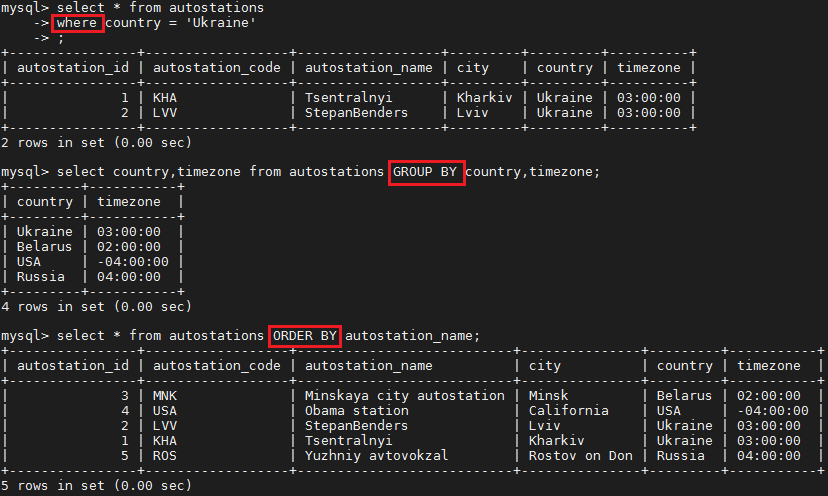 mysql> select * from autostations
    -> where country = 'Ukraine'
    -> ;
+----------------+------------------+------------------+---------+---------+----------+
| autostation_id | autostation_code | autostation_name | city    | country | timezone |
+----------------+------------------+------------------+---------+---------+----------+
|              1 | KHA              | Tsentralnyi      | Kharkiv | Ukraine | 03:00:00 |
|              2 | LVV              | StepanBenders    | Lviv    | Ukraine | 03:00:00 |
+----------------+------------------+------------------+---------+---------+----------+
2 rows in set (0.00 sec)
mysql> select country,timezone from autostations GROUP BY country,timezone;
+---------+-----------+
| country | timezone  |
+---------+-----------+
| Ukraine | 03:00:00  |
| Belarus | 02:00:00  |
| USA     | -04:00:00 |
| Russia  | 04:00:00  |
+---------+-----------+
4 rows in set (0.00 sec)
mysql> select * from autostations ORDER BY autostation_name;
+----------------+------------------+---------------------------+---------------+---------+-----------+
| autostation_id | autostation_code | autostation_name          | city          | country | timezone  |
+----------------+------------------+---------------------------+---------------+---------+-----------+
|              3 | MNK              | Minskaya city autostation | Minsk         | Belarus | 02:00:00  |
|              4 | USA              | Obama station             | California    | USA     | -04:00:00 |
|              2 | LVV              | StepanBenders             | Lviv          | Ukraine | 03:00:00  |
|              1 | KHA              | Tsentralnyi               | Kharkiv       | Ukraine | 03:00:00  |
|              5 | ROS              | Yuzhniy avtovokzal        | Rostov on Don | Russia  | 04:00:00  |
+----------------+------------------+---------------------------+---------------+---------+-----------+
5 rows in set (0.00 sec)